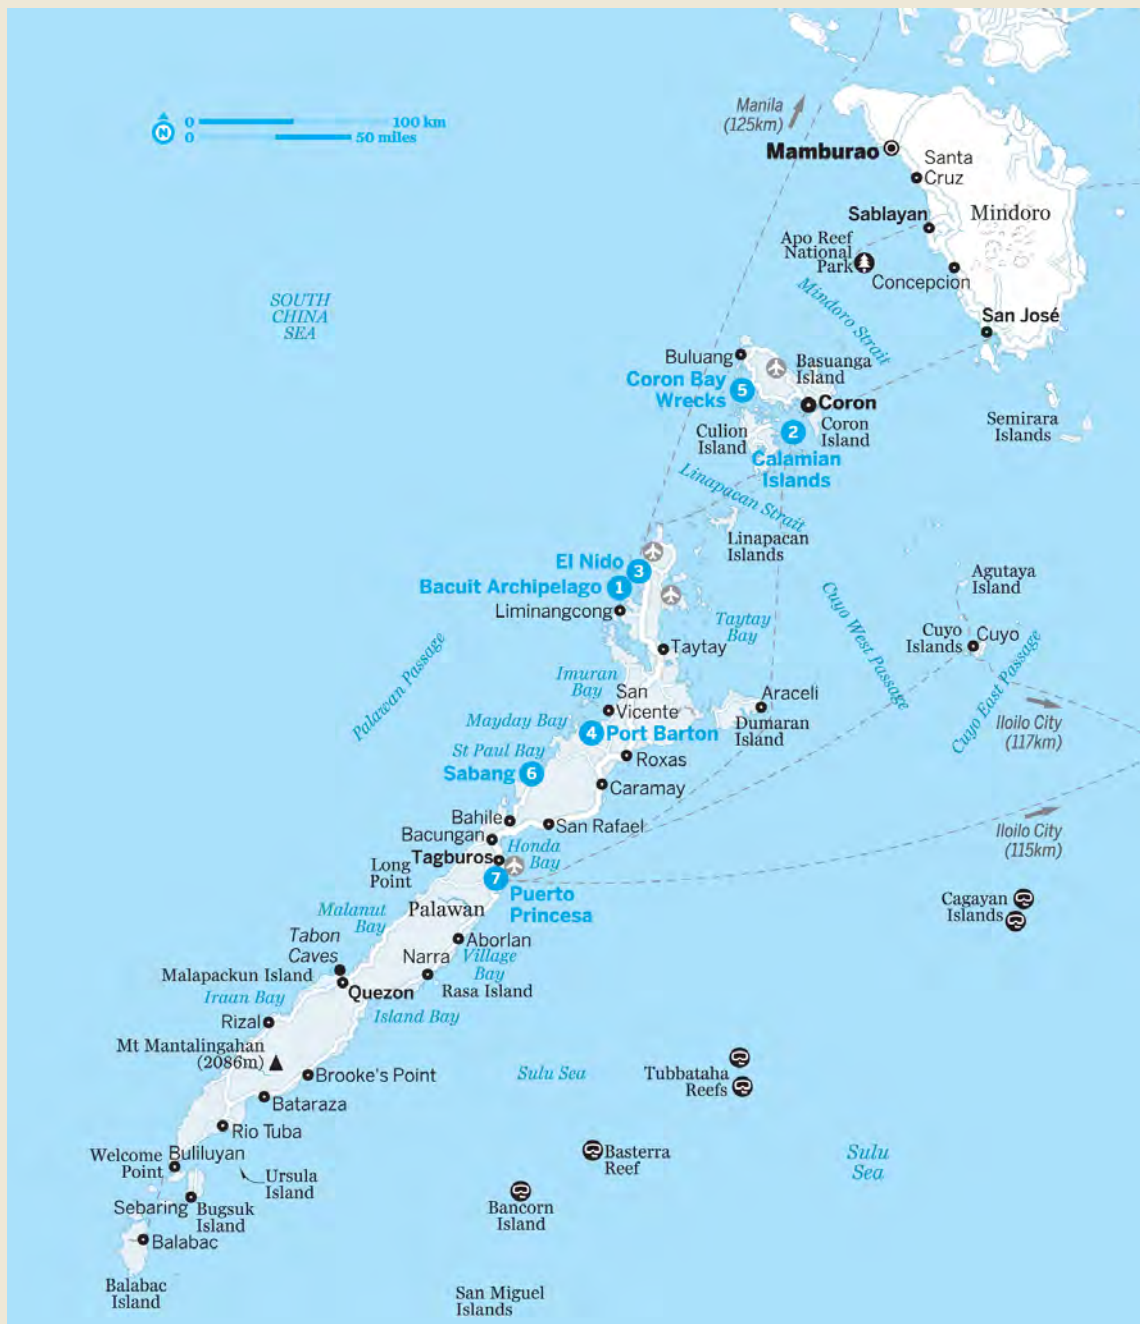 Manila
(125km)
0 100 km
N
0 50 miles
Mamburao
Santa
Cruz
Mindoro
Sablayan
Apo Reef
National
Park
Concepcion
SOUTH
CHINA
SEA
Mindoro Strait
San José
Buluang
Basuanga
Island
Coron Bay
Wrecks
5
Coron
Culion
Island
2
Coron
Island
Semirara
Islands
Calamian
Islands
Linapacan Strait
Linapacan
Islands
El Nido
3
Bacuit Archipelago
1
Liminangcong
Agutaya
Island
Taytay
Bay
Cuyo West Passage
Cuyo
Islands
Cuyo
Taytay
Palawan Passage
Imuran
Bay
San
Vicente
Araceli
Dumaran
Island
Cuyo East Passage
Iloilo City
(117km)
Mayday Bay
4
Port Barton
St Paul Bay
Sabang
6
Roxas
Caramay
Bahile
San Rafael
Bacungan
Honda
Bay
Iloilo City
(115km)
Tagburos
Long
Point
7
Puerto
Princesa
Palawan
Malanut
Bay
Cagayan
Islands
Tabon
Caves
Aborlan
Narra
Village
Bay
Malapackun Island
Quezon
Rasa Island
Iraan Bay
Island Bay
Rizal
Mt Mantalingahan
(2086m)
Brooke's Point
Sulu Sea
Tubbataha
Reefs
Bataraza
Rio Tuba
Welcome
Point
Buliluyan
Ursula
Island
Basterra
Reef
Sulu
Sea
Sebaring
Bugsuk
Island
Bancorn
Island
Balabac
Balabac
Island
San Miguel
Islands